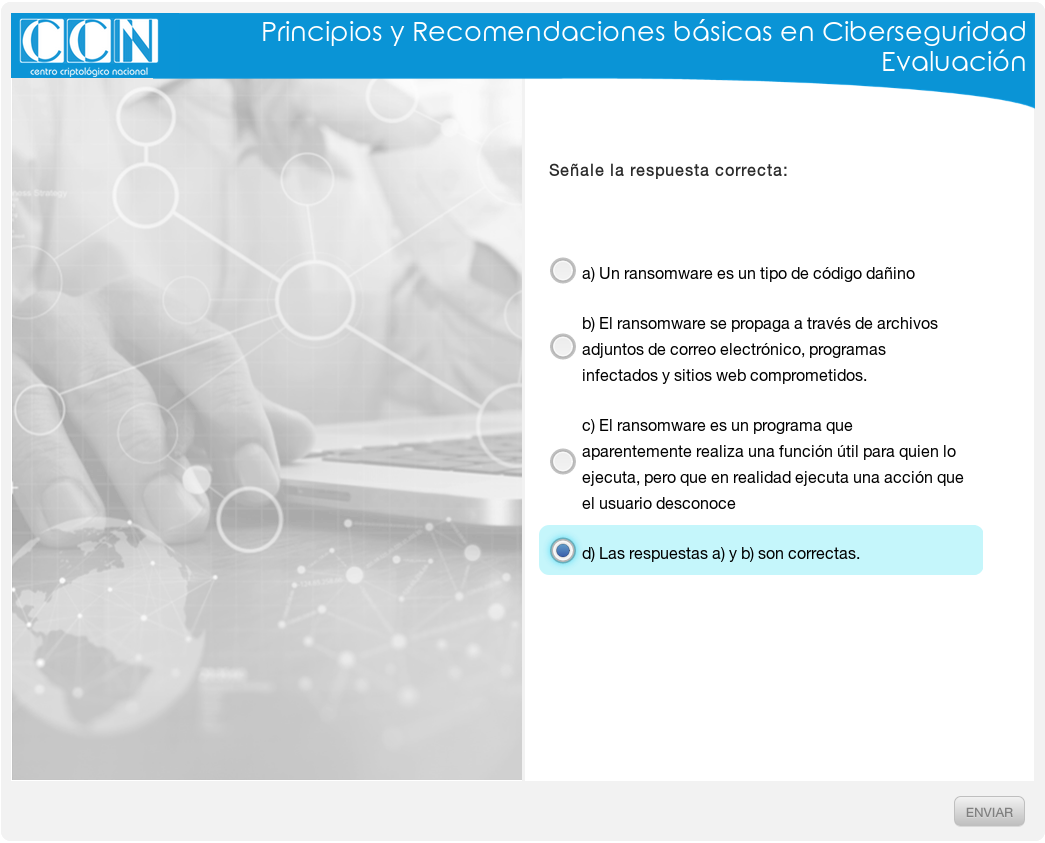 CCN
centro criptológico nacional
Principios y Recomendaciones básicas en Ciberseguridad
Evaluación
Señale la respuesta correcta:
a) Un ransomware es un tipo de código dañino
b) El ransomware se propaga a través de archivos
adjuntos de correo electrónico, programas
infectados y sitios web comprometidos.
c) El ransomware es un programa que
aparentemente realiza una función útil para quien lo
ejecuta, pero que en realidad ejecuta una acción que
el usuario desconoce
d) Las respuestas a) y b) son correctas.
ENVIAR